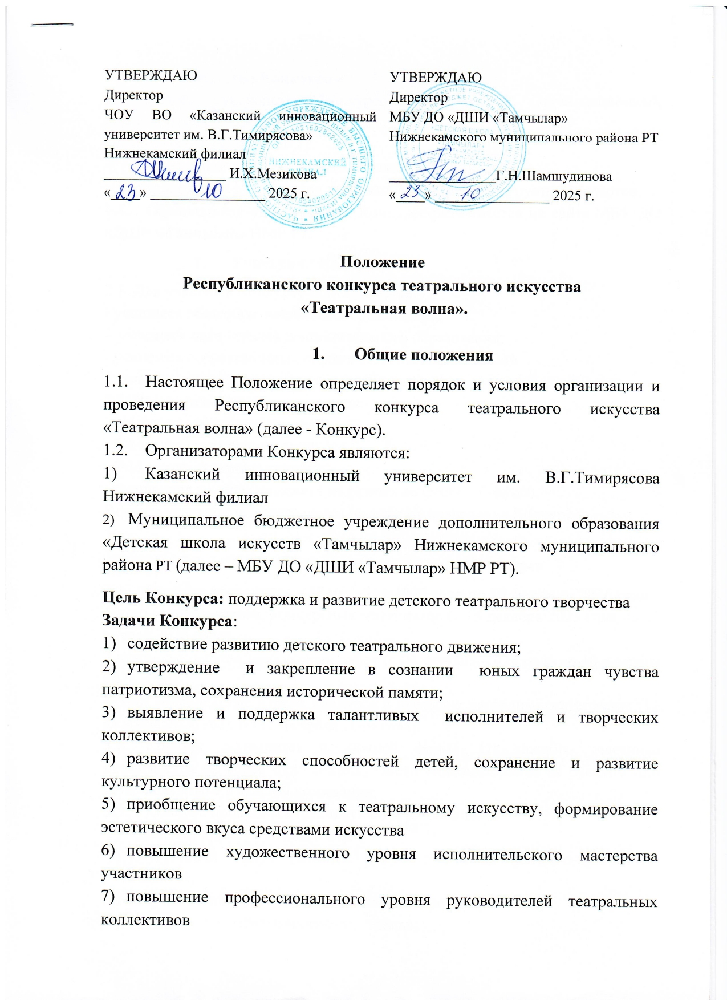 УТВЕРЖДАЮ
Директор
ЧОУ ВО «Казанский инновационный
университет им. В.Г.Тимирясова»
Нижнекамский филиал
________________ И.Х.Мезикова
«23» 10 2025 г.
УТВЕРЖДАЮ
Директор
МБУ ДО «ДШИ «Тамчылар»
Нижнекамского муниципального района РТ
______________Г.Н.Шамшудинова
«23» 10 2025 г.
НИЖНЕКАМСКИЙ
ФИЛИАЛ
Положение
Республиканского конкурса театрального искусства
«Театральная волна».
1. Общие положения
1.1. Настоящее Положение определяет порядок и условия организации и
проведения Республиканского конкурса театрального искусства
«Театральная волна» (далее - Конкурс).
1.2. Организаторами Конкурса являются:
1) Казанский инновационный университет им. В.Г.Тимирясова
Нижнекамский филиал
2) Муниципальное бюджетное учреждение дополнительного образования
«Детская школа искусств «Тамчылар» Нижнекамского муниципального
района РТ (далее – МБУ ДО «ДШИ «Тамчылар» НМР РТ).
Цель Конкурса: поддержка и развитие детского театрального творчества
Задачи Конкурса:
1) содействие развитию детского театрального движения;
2) утверждение и закрепление в сознании юных граждан чувства
патриотизма, сохранения исторической памяти;
3) выявление и поддержка талантливых исполнителей и творческих
коллективов;
4) развитие творческих способностей детей, сохранение и развитие
культурного потенциала;
5) приобщение обучающихся к театральному искусству, формирование
эстетического вкуса средствами искусства
6) повышение художественного уровня исполнительского мастерства
участников
7) повышение профессионального уровня руководителей театральных
коллективов